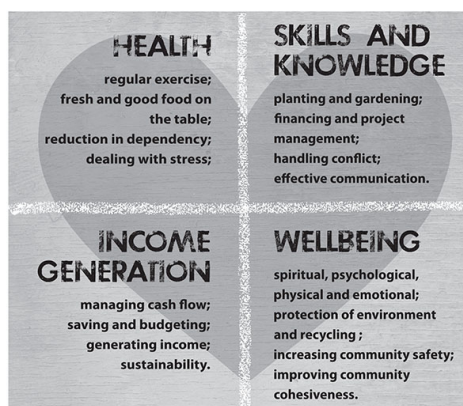 HEALTH
regular exercise;
fresh and good food on
the table;
reduction in dependency;
dealing with stress;
SKILLS AND
KNOWLEDGE
planting and gardening;
financing and project
management;
handling conflict;
effective communication.
INCOME
GENERATION
managing cash flow;
saving and budgeting;
generating income;
sustainability.
WELLBEING
spiritual, psychological,
physical and emotional;
protection of environment
and recycling ;
increasing community safety;
improving community
cohesiveness.